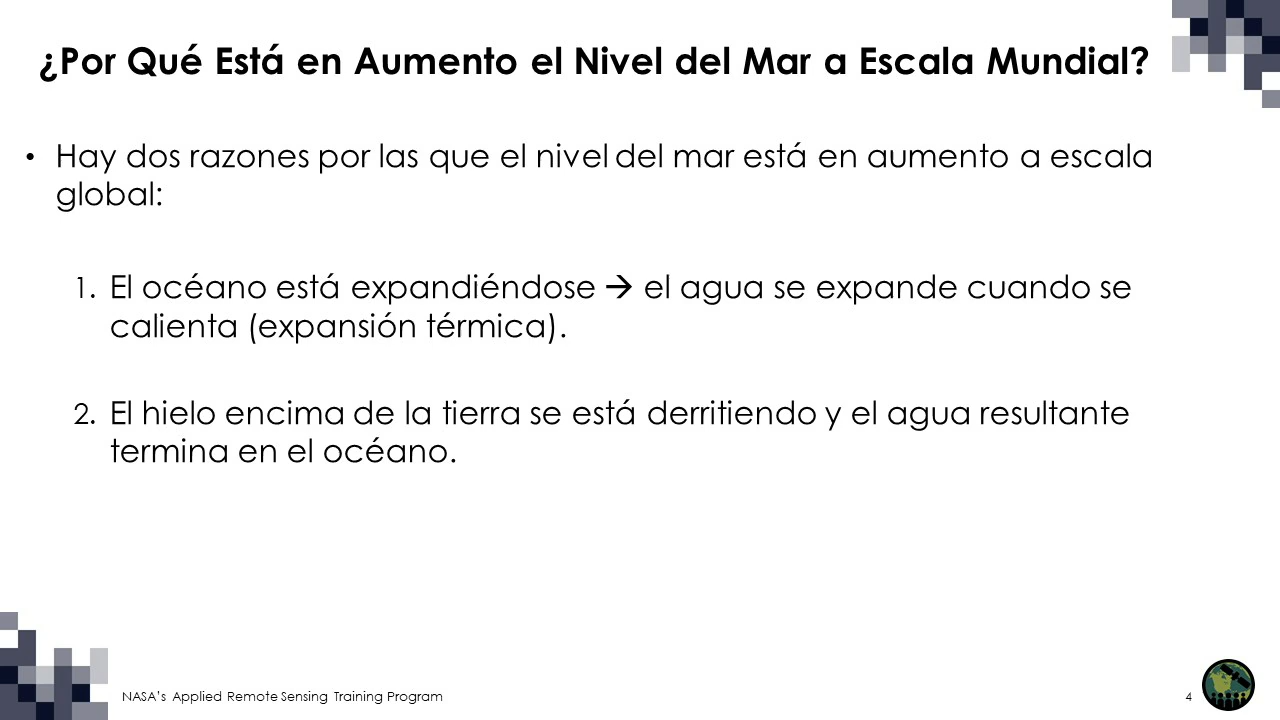 ¿Por Qué Está en Aumento el Nivel del Mar a Escala Mundial?
• Hay dos razones por las que el nivel del mar está en aumento a escala
global:
1. El océano está expandiéndose → el agua se expande cuando se
calienta (expansión térmica).
2. El hielo encima de la tierra se está derritiendo y el agua resultante
termina en el océano.
NASA’s Applied Remote Sensing Training Program
4